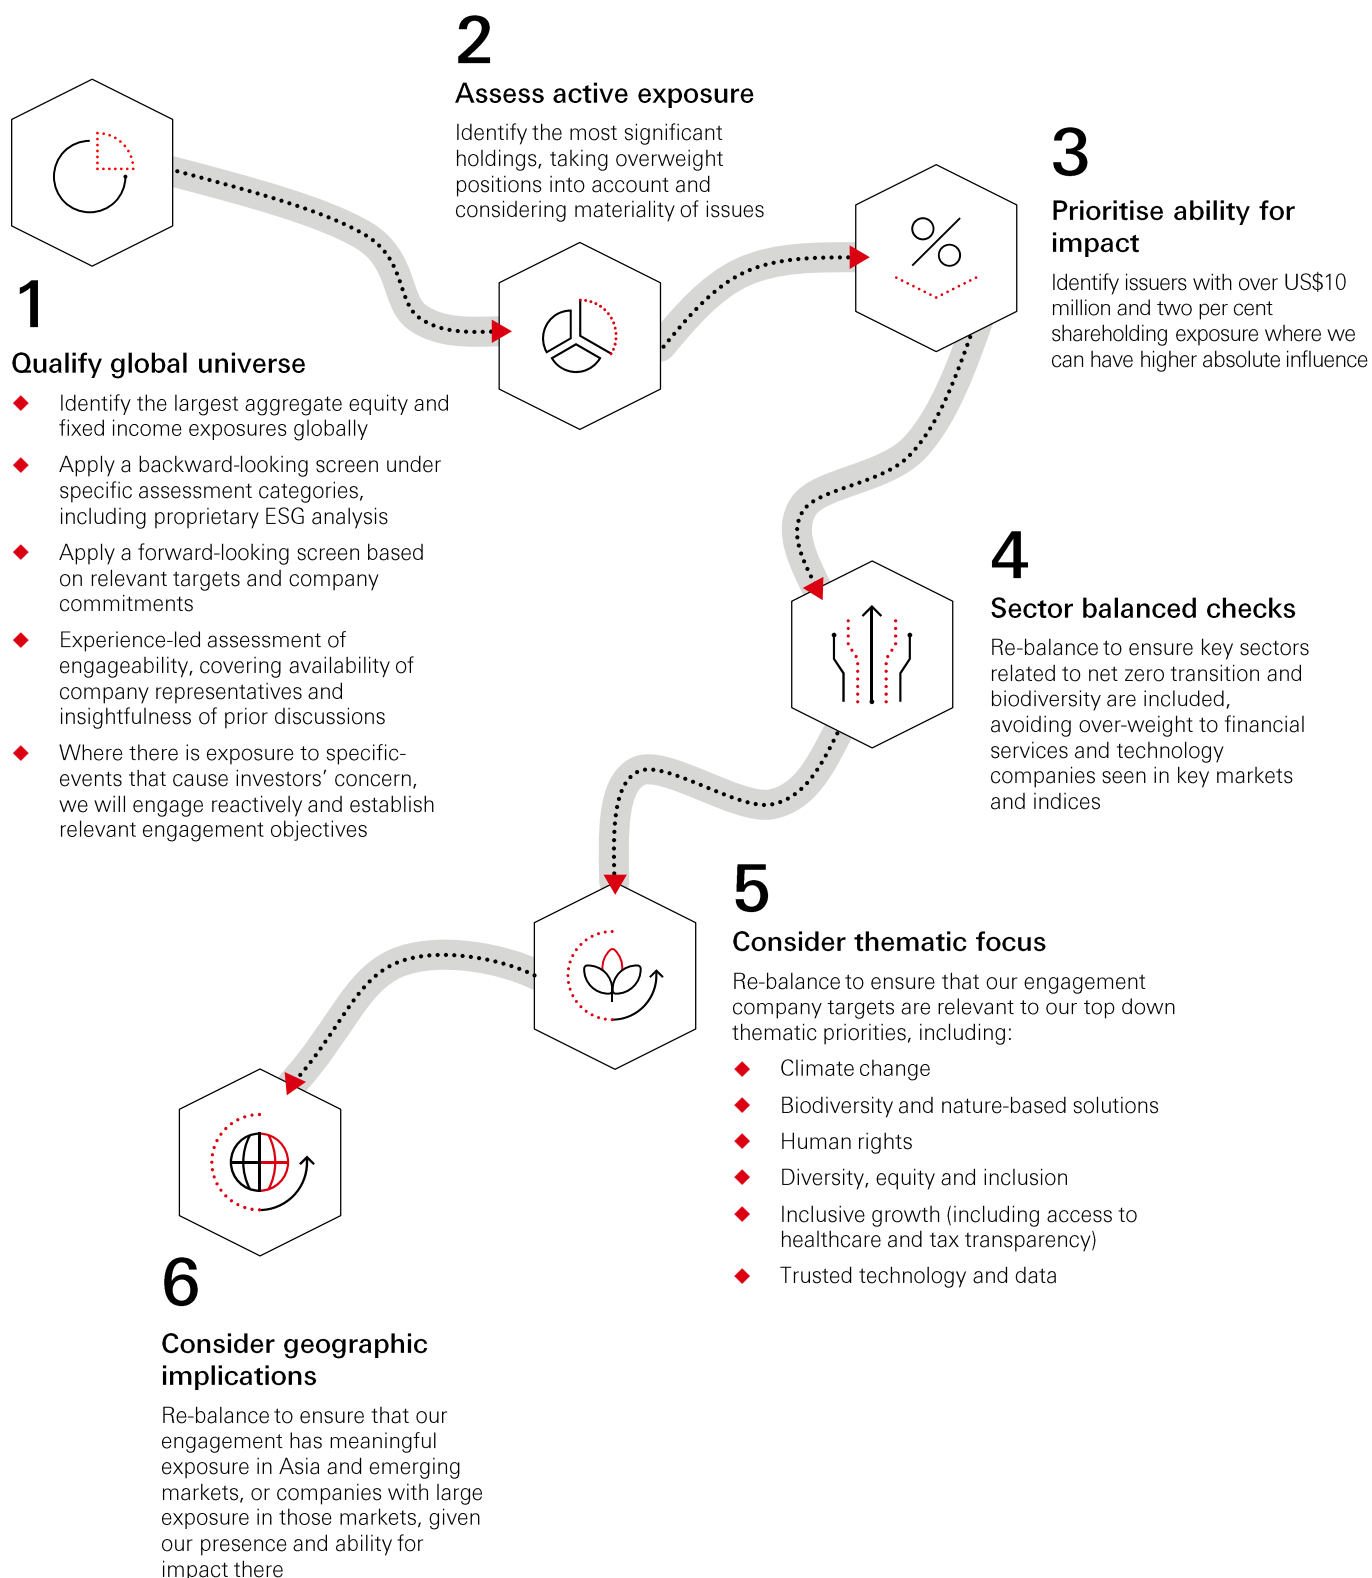 1
Qualify global universe
Identify the largest aggregate equity and
fixed income exposures globally
Apply a backward-looking screen under
specific assessment categories,
including proprietary ESG analysis
Apply a forward-looking screen based
on relevant targets and company
commitments
Experience-led assessment of
engageability, covering availability of
company representatives and
insightfulness of prior discussions
Where there is exposure to specific-
events that cause investors’ concern,
we will engage reactively and establish
relevant engagement objectives
2
Assess active exposure
Identify the most significant
holdings, taking overweight
positions into account and
considering materiality of issues
3
Prioritise ability for
impact
Identify issuers with over US$10
million and two per cent
shareholding exposure where we
can have higher absolute influence
4
Sector balanced checks
Re-balance to ensure key sectors
related to net zero transition and
biodiversity are included,
avoiding over-weight to financial
services and technology
companies seen in key markets
and indices
5
Consider thematic focus
Re-balance to ensure that our engagement
company targets are relevant to our top down
thematic priorities, including:
Climate change
Biodiversity and nature-based solutions
Human rights
Diversity, equity and inclusion
Inclusive growth (including access to
healthcare and tax transparency)
Trusted technology and data
6
Consider geographic
implications
Re-balance to ensure that our
engagement has meaningful
exposure in Asia and emerging
markets, or companies with large
exposure in those markets, given
our presence and ability for
impact there